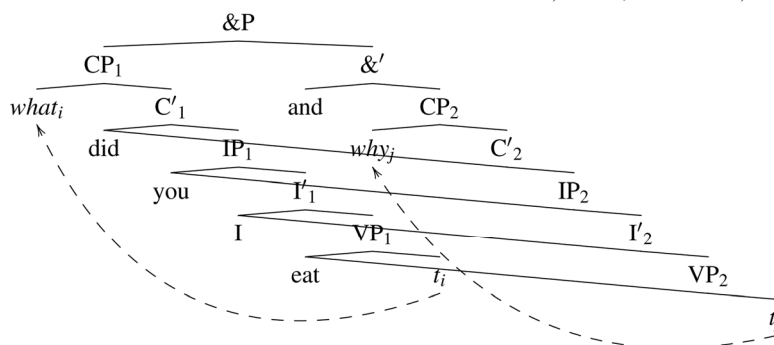 &P
CP₁ &′
what_i C′₁ and CP₂
did IP₁ why_j C′₂
you I′₁ IP₂
I VP₁ I′₂
eat t_i VP₂
t